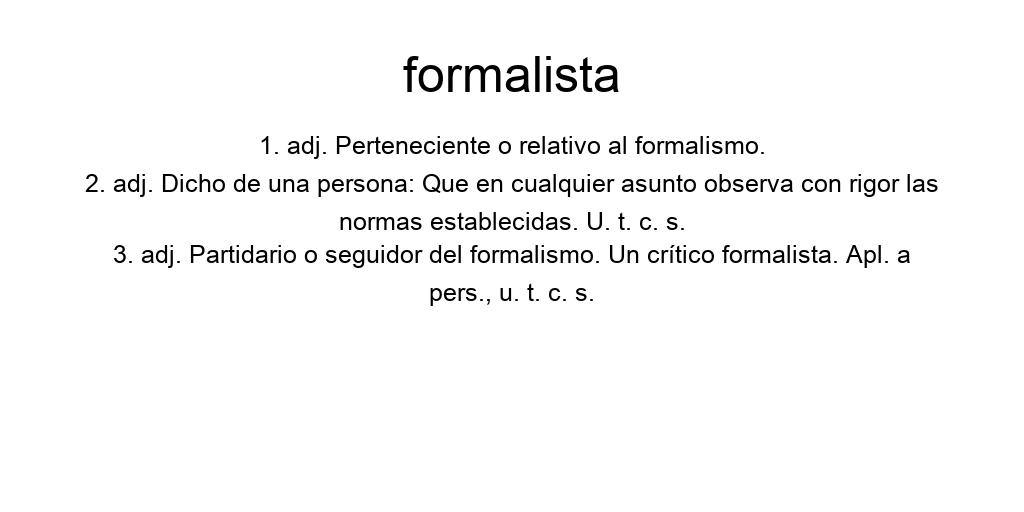 formalista
1. adj. Perteneciente o relativo al formalismo.
2. adj. Dicho de una persona: Que en cualquier asunto observa con rigor las
normas establecidas. U. t. c. s.
3. adj. Partidario o seguidor del formalismo. Un crítico formalista. Apl. a
pers., u. t. c. s.